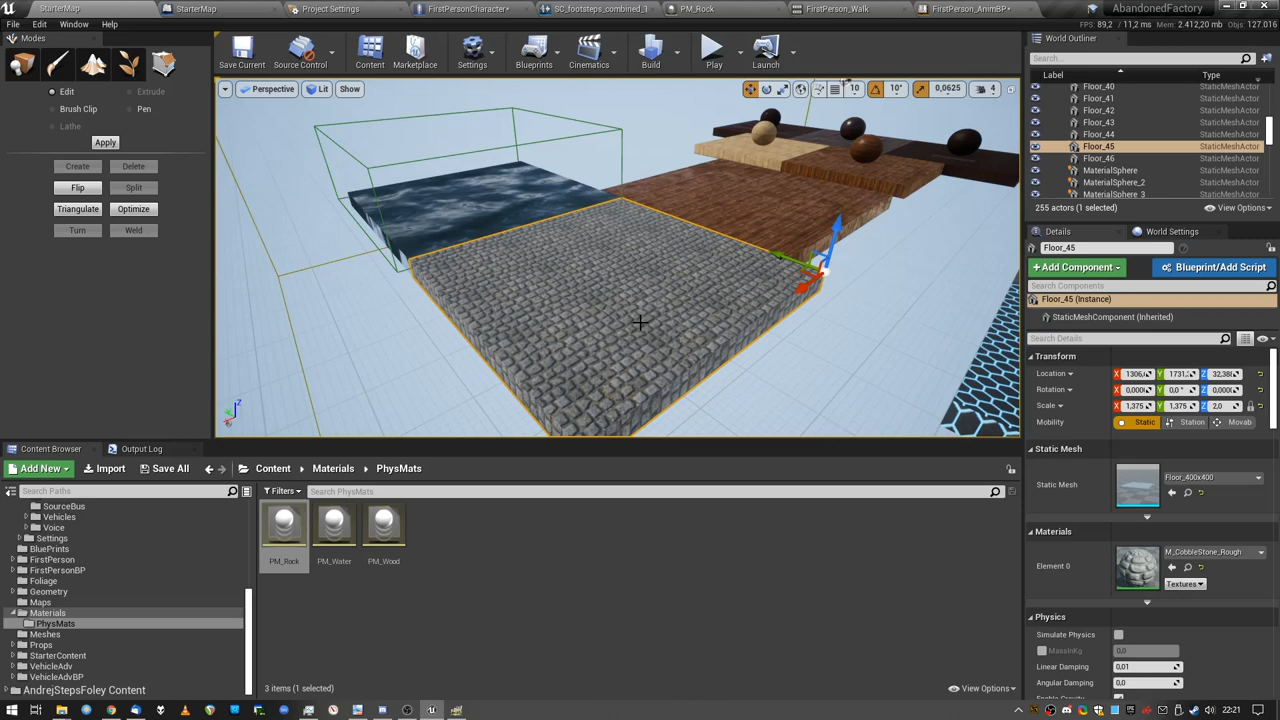 StarterMap
StarterMap
Project Settings
FirstPersonCharacter*
SC_footsteps_combined_1
PM_Rock
FirstPerson_Walk
FirstPerson_AnimBP*
File Edit Window Help
FPS: 89,2 / 11,2 ms Mem: 2.412,20 mb Objs: 127.016
AbandonedFactory
Modes
Save Current
Source Control
Content
Marketplace
Settings
Blueprints
Cinematics
Build
Play
Launch
World Outliner
Search...
Label Type
Perspective Lit Show
10 10° 0,0625 4
Edit Extrude
Brush Clip Pen
Lathe
Apply
Create Delete
Flip Split
Triangulate Optimize
Turn Weld
Floor_40 StaticMeshActor
Floor_41 StaticMeshActor
Floor_42 StaticMeshActor
Floor_43 StaticMeshActor
Floor_44 StaticMeshActor
Floor_45 StaticMeshActor
Floor_46 StaticMeshActor
MaterialSphere StaticMeshActor
MaterialSphere_2 StaticMeshActor
MaterialSphere_3 StaticMeshActor
255 actors (1 selected) View Options
Details World Settings
Floor_45
+Add Component Blueprint/Add Script
Search Components
Floor_45 (Instance)
StaticMeshComponent (Inherited)
Search Details
Transform
Location X 1306, Y 1731, Z 32,38
Rotation X 0,000 Y 0,0 ° Z 0,000
Scale X 1,375 Y 1,375 Z 2,0
Mobility Static Station Movab
Static Mesh
Static Mesh Floor_400x400
Materials
Element 0 M_CobbleStone_Rough
Textures
Physics
Simulate Physics
MassInKg 0,0
Linear Damping 0,01
Angular Damping 0,0
Enable Gravity
Z
Content Browser Output Log
Add New Import Save All Content Materials PhysMats
Search Paths Filters Search PhysMats
SourceBus
Vehicles
Voice
Settings
BluePrints
FirstPerson
FirstPersonBP
Foliage
Geometry
Maps
Materials
PhysMats
Meshes
Props
StarterContent
VehicleAdv
VehicleAdvBP
AndrejStepsFoley Content
PM_Rock PM_Water PM_Wood
3 items (1 selected) View Options
22:21